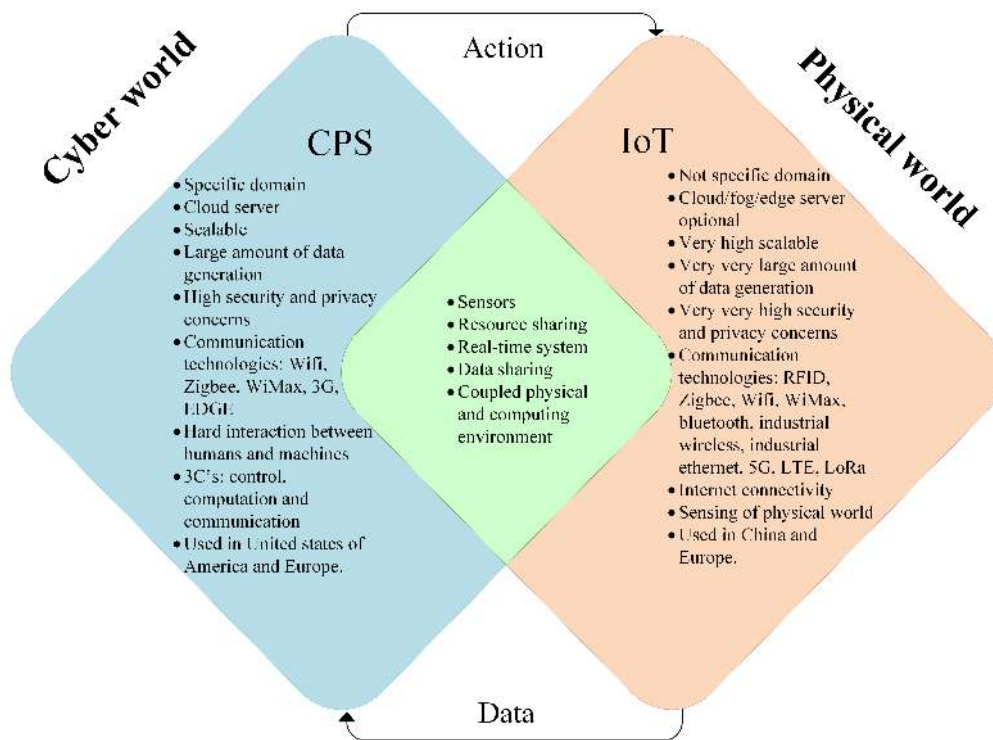 Action
Cyber world
Physical world
CPS
• Specific domain
• Cloud server
• Scalable
• Large amount of data
generation
• High security and privacy
concerns
• Communication
technologies: Wifi,
Zigbee, WiMax, 3G,
EDGE
• Hard interaction between
humans and machines
• 3C's: control,
computation and
communication
• Used in United states of
America and Europe.
• Sensors
• Resource sharing
• Real-time system
• Data sharing
• Coupled physical
and computing
environment
IoT
• Not specific domain
• Cloud/fog/edge server
optional
• Very high scalable
• Very very large amount
of data generation
• Very very high security
and privacy concerns
• Communication
technologies: RFID,
Zigbee, Wifi, WiMax,
bluetooth, industrial
wireless, industrial
ethernet, 5G, LTE, LoRa
• Internet connectivity
• Sensing of physical world
• Used in China and
Europe.
Data